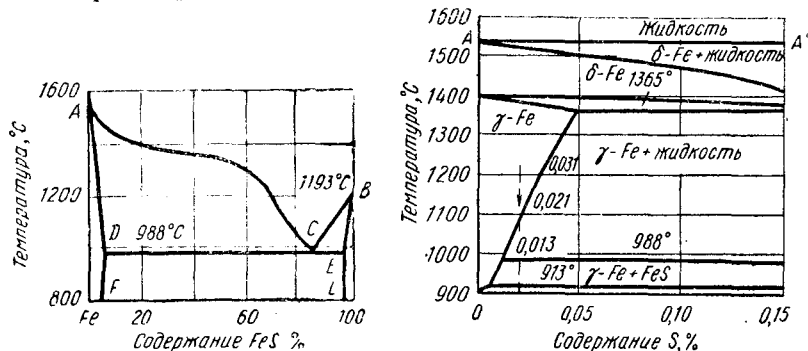 Температура,°С
1600
A
1200
1193°С
B
D
988°С
C
E
F
L
800
Fe
20
60
100
Содержание FeS %
Температура,°С
1600
1500
1400
1300
1200
1100
1000
900
A
Жидкость
A'
δ-Fe + жидкость
δ-Fe
1365°
γ-Fe
γ-Fe + жидкость
0,031
0,021
0,013
988°
913°
γ-Fe + FeS
0
0,05
0,10
0,15
Содержание S,%